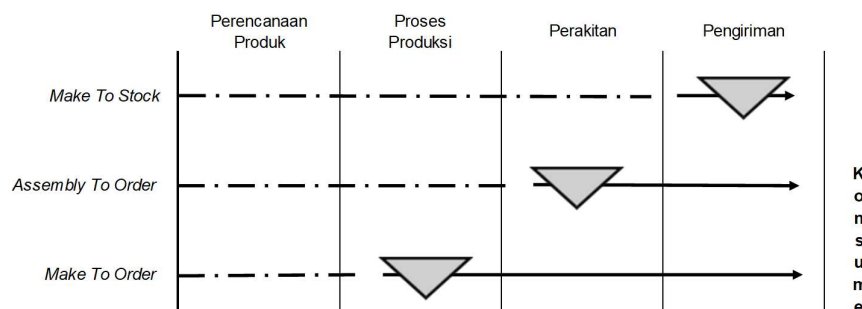 Perencanaan
Produk
Proses
Produksi
Perakitan
Pengiriman
Make To Stock
Assembly To Order
Make To Order
K
o
n
s
u
m
e